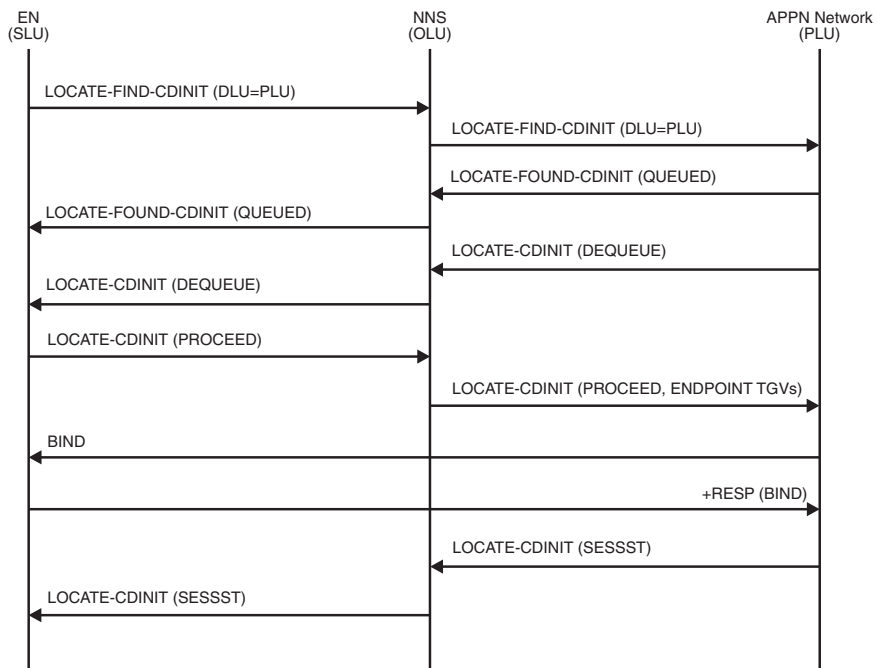 EN
(SLU)
NNS
(OLU)
APPN Network
(PLU)
LOCATE-FIND-CDINIT (DLU=PLU)
LOCATE-FIND-CDINIT (DLU=PLU)
LOCATE-FOUND-CDINIT (QUEUED)
LOCATE-FOUND-CDINIT (QUEUED)
LOCATE-CDINIT (DEQUEUE)
LOCATE-CDINIT (DEQUEUE)
LOCATE-CDINIT (PROCEED)
LOCATE-CDINIT (PROCEED, ENDPOINT TGVs)
BIND
+RESP (BIND)
LOCATE-CDINIT (SESSST)
LOCATE-CDINIT (SESSST)